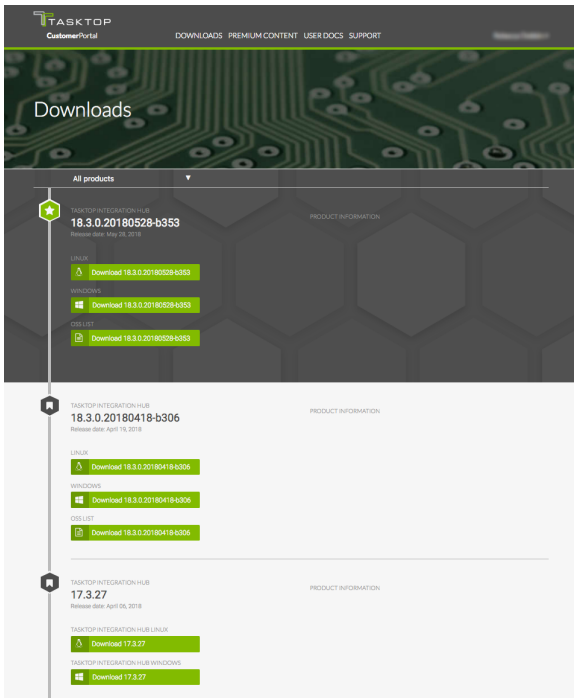 TASKTOP
CustomerPortal
DOWNLOADS PREMIUM CONTENT USER DOCS SUPPORT
Downloads
All products ▼
TASKTOP INTEGRATION HUB
PRODUCT INFORMATION
18.3.0.20180528-b353
Release date: May 28, 2018
LINUX
Download 18.3.0.20180528-b353
WINDOWS
Download 18.3.0.20180528-b353
OSS LIST
Download 18.3.0.20180528-b353
TASKTOP INTEGRATION HUB
PRODUCT INFORMATION
18.3.0.20180418-b306
Release date: April 19, 2018
LINUX
Download 18.3.0.20180418-b306
WINDOWS
Download 18.3.0.20180418-b306
OSS LIST
Download 18.3.0.20180418-b306
TASKTOP INTEGRATION HUB
PRODUCT INFORMATION
17.3.27
Release date: April 06, 2018
TASKTOP INTEGRATION HUB LINUX
Download 17.3.27
TASKTOP INTEGRATION HUB WINDOWS
Download 17.3.27